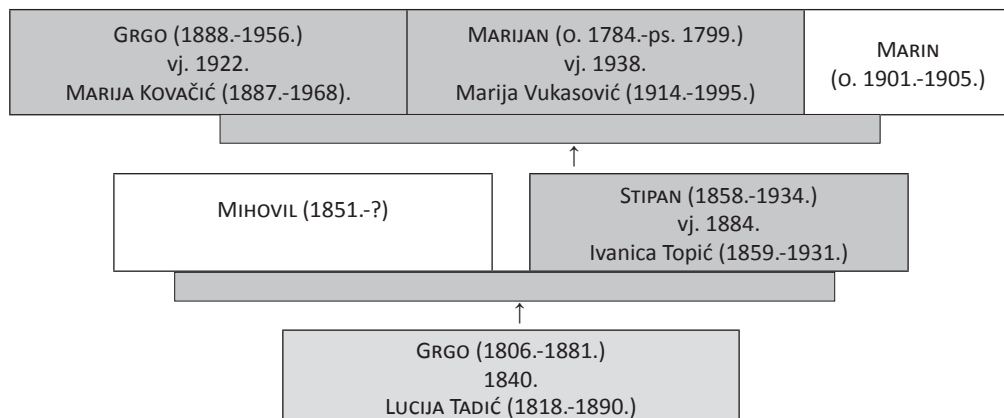 Grgo (1888.-1956.)
vj. 1922.
Marija Kovačić (1887.-1968).
Marijan (o. 1784.-ps. 1799.)
vj. 1938.
Marija Vukasović (1914.-1995.)
Marin
(o. 1901.-1905.)
↑
Mihovil (1851.-?)
Stipan (1858.-1934.)
vj. 1884.
Ivanica Topić (1859.-1931.)
↑
Grgo (1806.-1881.)
1840.
Lucija Tadić (1818.-1890.)